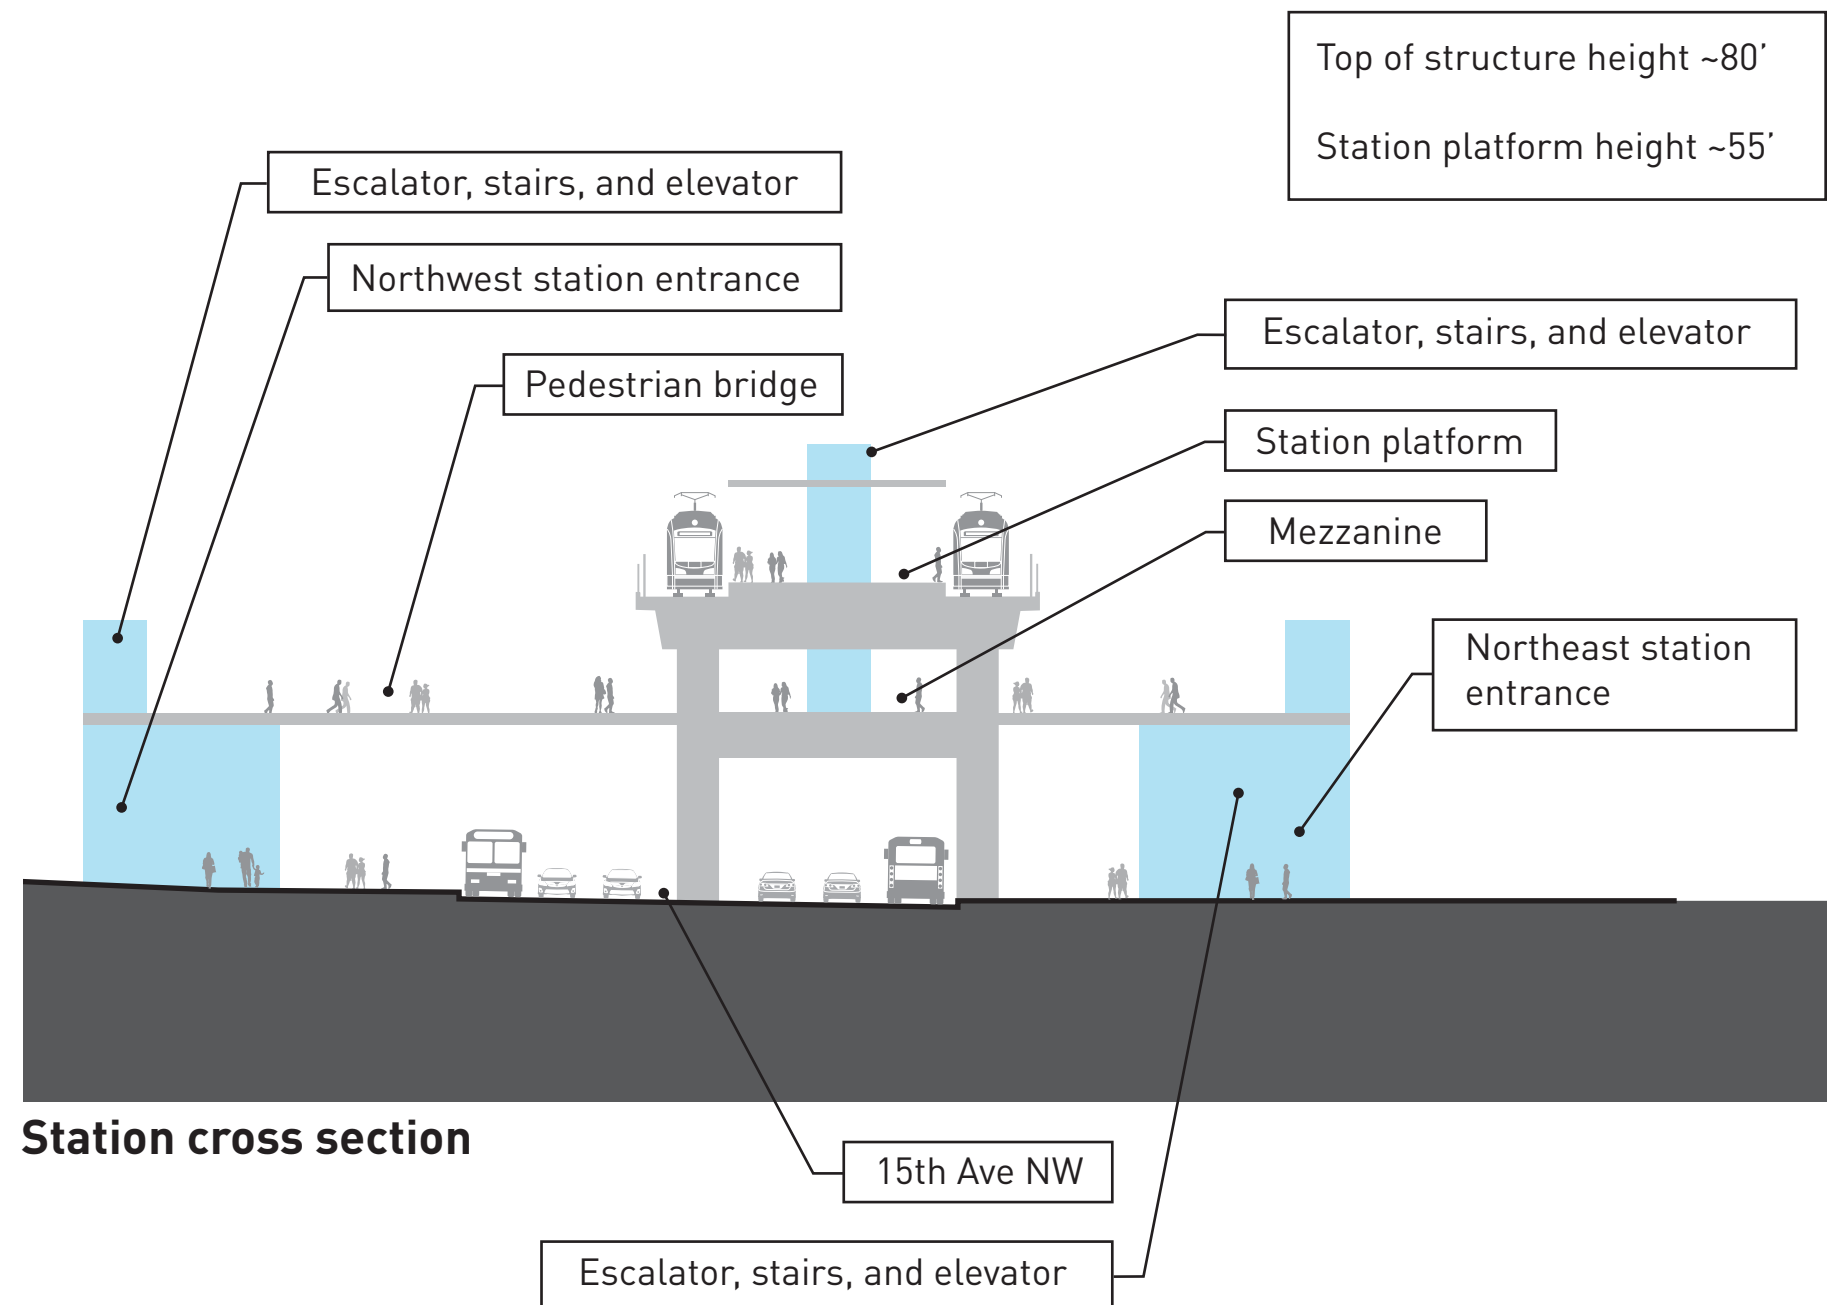 Top of structure height ~80’
Station platform height ~55’
Escalator, stairs, and elevator
Northwest station entrance
Pedestrian bridge
Escalator, stairs, and elevator
Station platform
Mezzanine
Northeast station
entrance
Station cross section
15th Ave NW
Escalator, stairs, and elevator